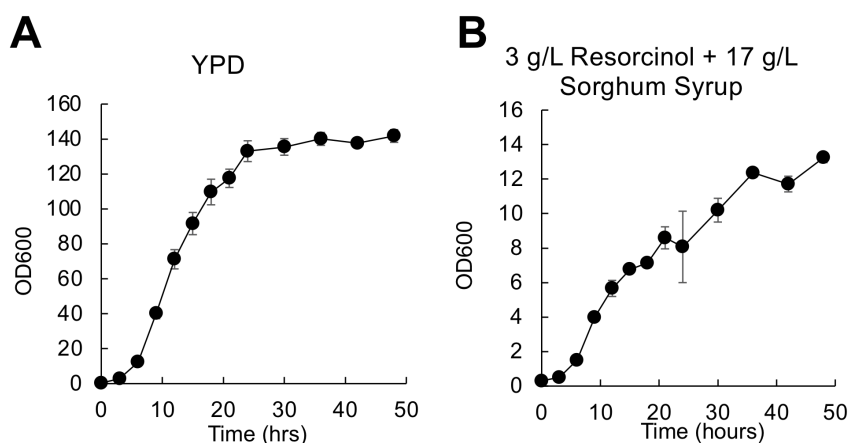 A
YPD
160
140
120
100
80
60
40
20
0
OD600
0 10 20 30 40 50
Time (hrs)
B
3 g/L Resorcinol + 17 g/L
Sorghum Syrup
16
14
12
10
8
6
4
2
0
OD600
0 10 20 30 40 50
Time (hours)